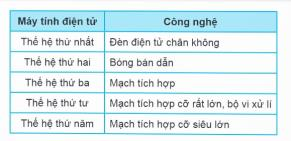 Máy tính điện tử Công nghệ
Thế hệ thứ nhất Đèn điện tử chân không
Thế hệ thứ hai Bóng bán dẫn
Thế hệ thứ ba Mạch tích hợp
Thế hệ thứ tư Mạch tích hợp cỡ rất lớn, bộ vi xử lí
Thế hệ thứ năm Mạch tích hợp cỡ siêu lớn